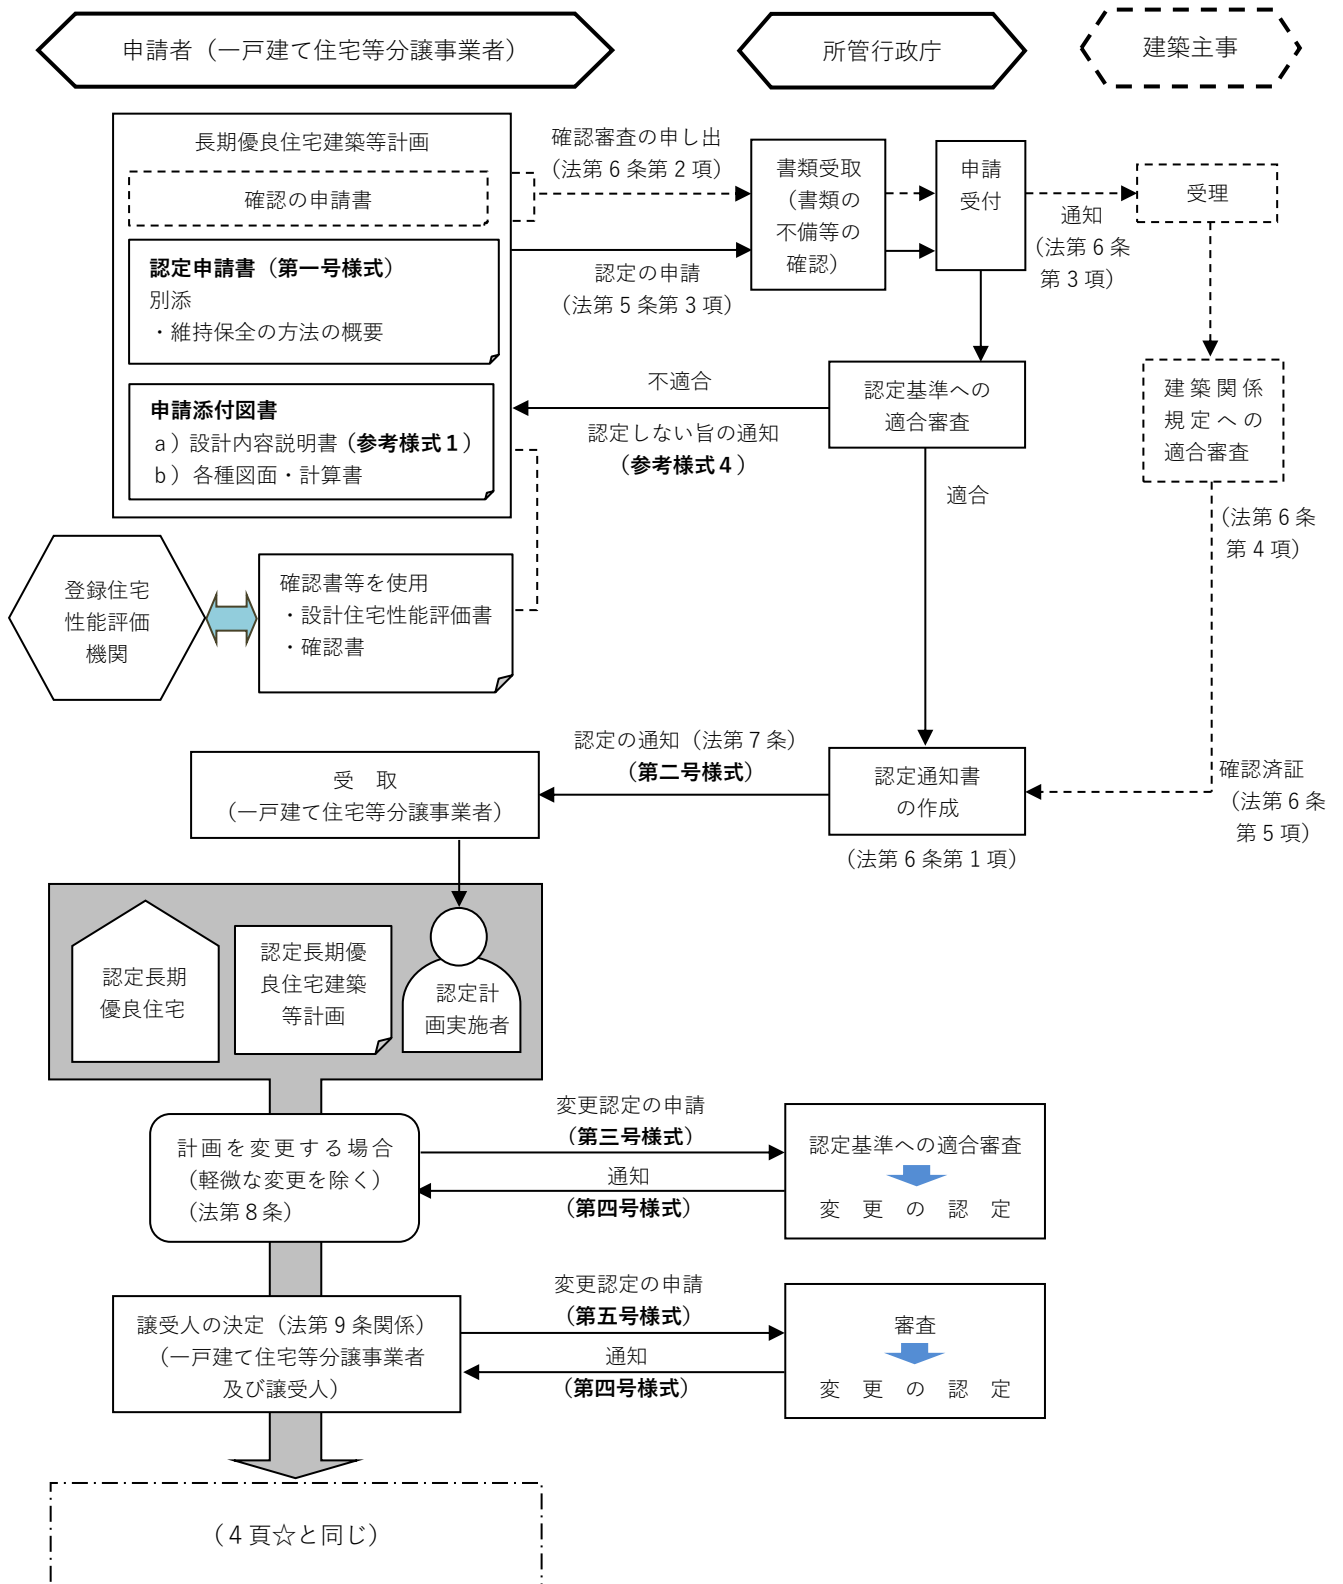 申請者（一戸建て住宅等分譲事業者）
所管行政庁
建築主事
長期優良住宅建築等計画
確認の申請書
認定申請書（第一号様式）
別添
・維持保全の方法の概要
申請添付図書
a）設計内容説明書（参考様式１）
b）各種図面・計算書
確認審査の申し出
（法第６条第２項）
認定の申請
（法第５条第３項）
書類受取
（書類の
不備等の
確認）
申請
受付
通知
（法第６条
第３項）
受理
不適合
認定しない旨の通知
（参考様式４）
認定基準への
適合審査
建築関係
規定への
適合審査
適合
（法第６条
第４項）
登録住宅
性能評価
機関
確認書等を使用
・設計住宅性能評価書
・確認書
認定の通知（法第７条）
（第二号様式）
受　取
（一戸建て住宅等分譲事業者）
認定通知書
の作成
（法第６条第１項）
確認済証
（法第６条
第５項）
認定長期
優良住宅
認定長期優
良住宅建築
等計画
認定計
画実施者
計画を変更する場合
（軽微な変更を除く）
（法第８条）
変更認定の申請
（第三号様式）
通知
（第四号様式）
認定基準への適合審査
変　更　の　認　定
譲受人の決定（法第９条関係）
（一戸建て住宅等分譲事業者
及び譲受人）
変更認定の申請
（第五号様式）
通知
（第四号様式）
審査
変　更　の　認　定
（４頁☆と同じ）